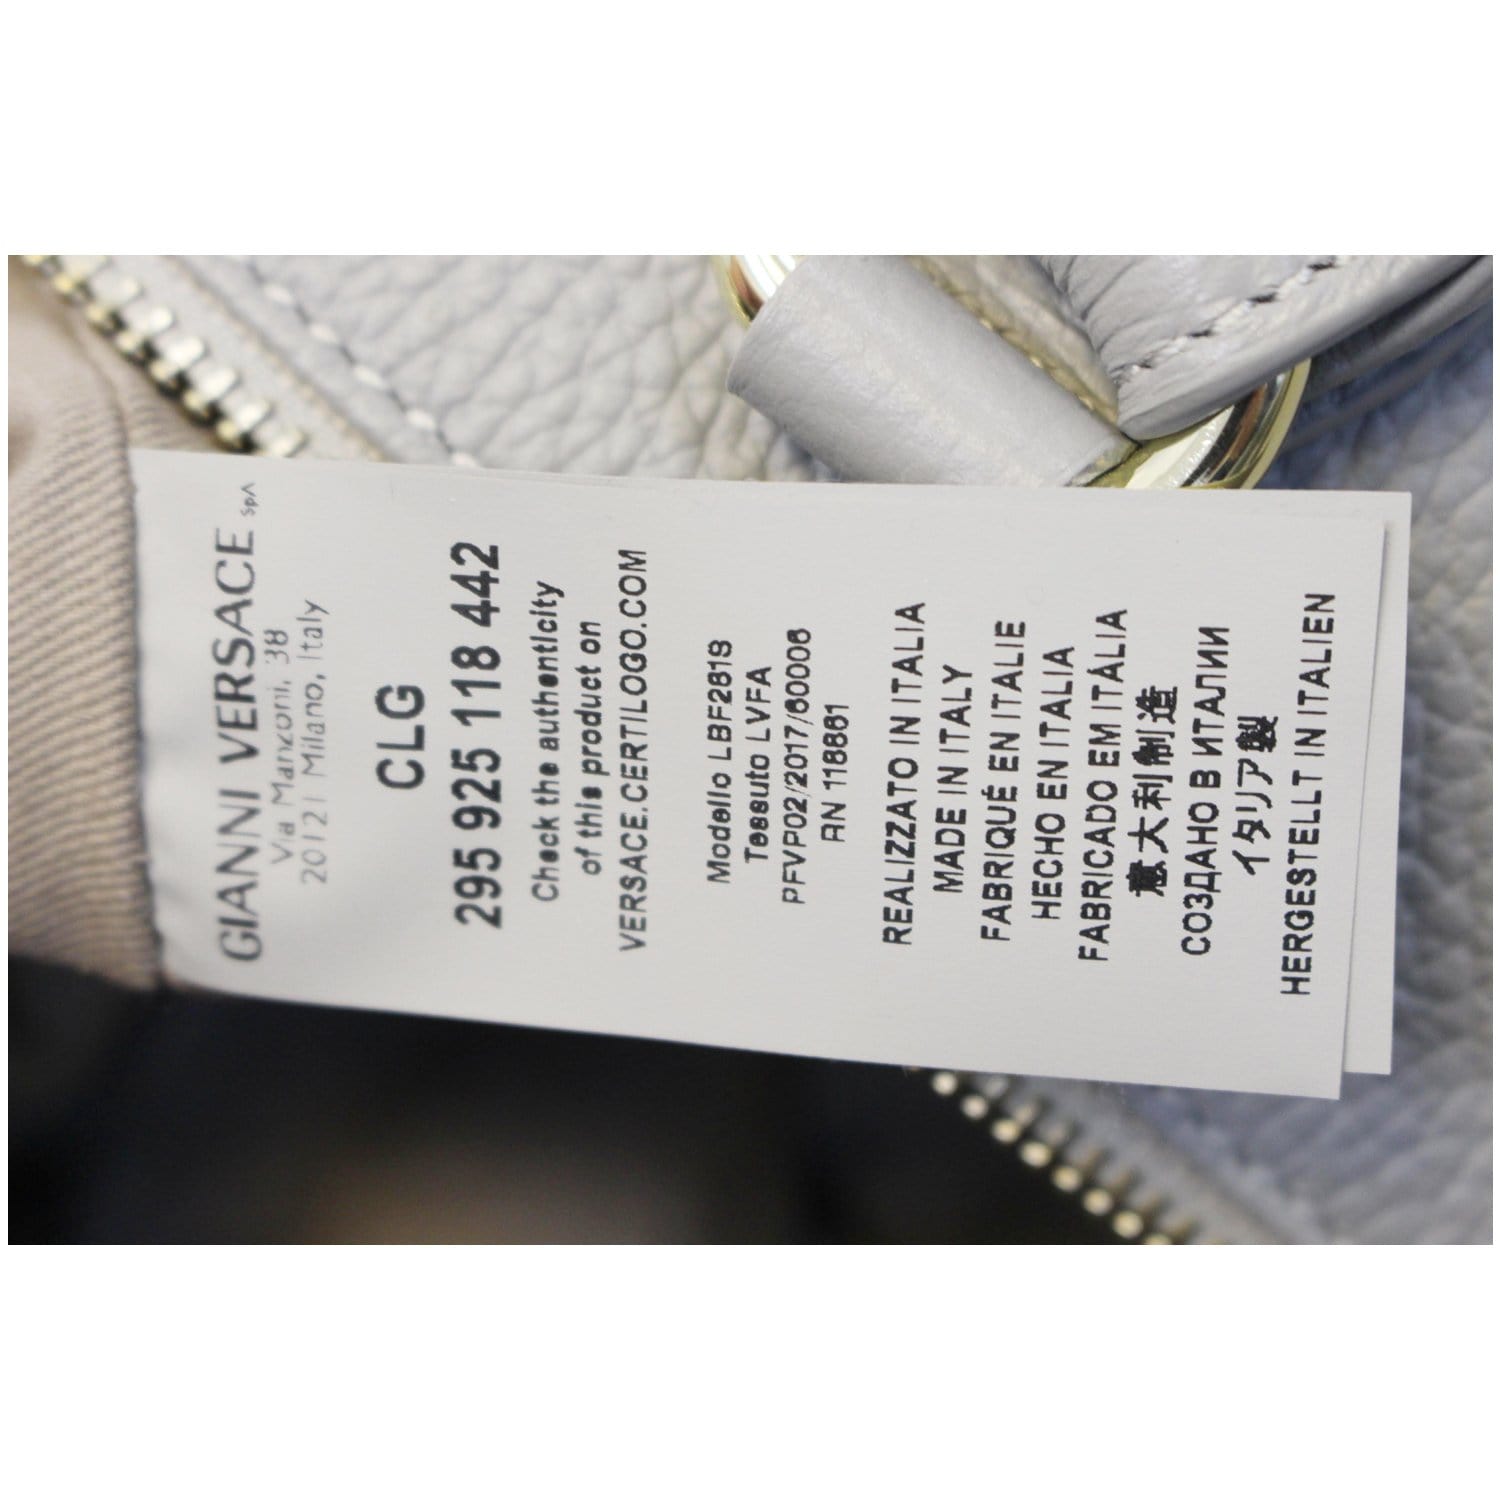 GIANNI VERSACE SpA
Via Manzoni, 38
20121 Milano, Italy
CLG
295 925 118 442
Check the authenticity
of this product on
VERSACE.CERTILOGO.COM
Modello LBF2819
Tessuto LVFA
PFVP02/2017/60006
RN 118861
REALIZZATO IN ITALIA
MADE IN ITALY
FABRIQUÉ EN ITALIE
HECHO EN ITALIA
FABRICADO EM ITÁLIA
意大利制造
СОЗДАНО В ИТАЛИИ
イタリア製
HERGESTELLT IN ITALIEN